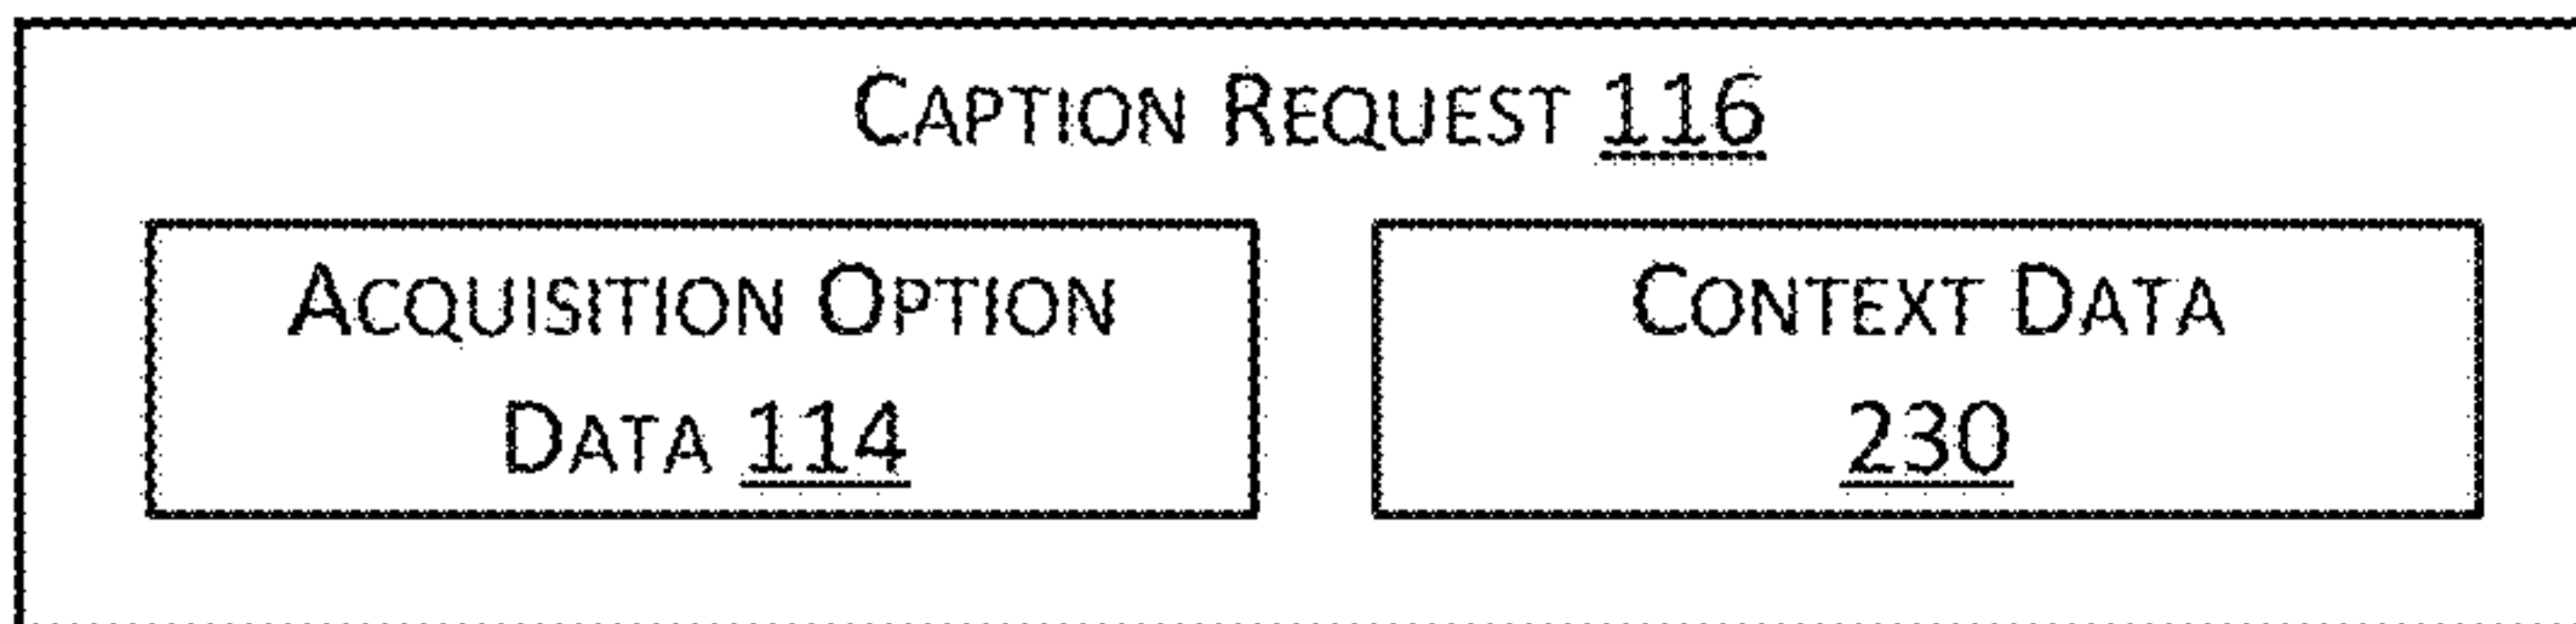 CAPTION REQUEST 116
ACQUISITION OPTION
DATA 114
CONTEXT DATA
230